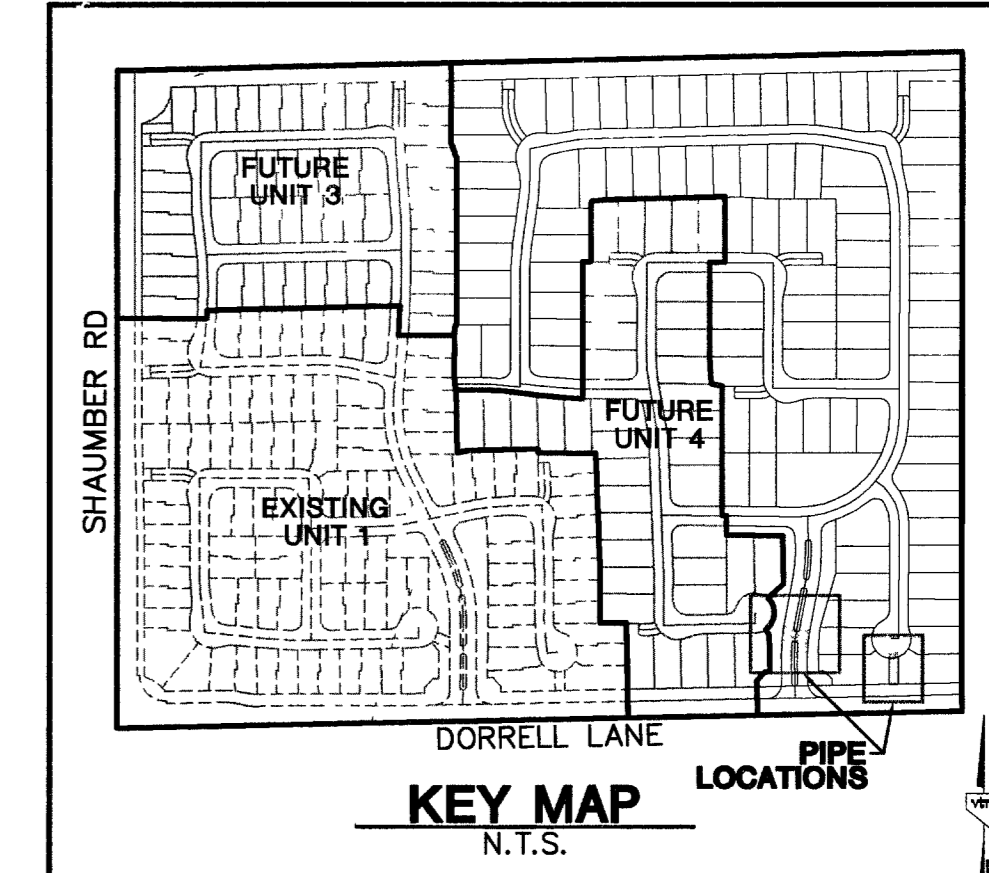 FUTURE
UNIT 3
SHAUMBER RD
FUTURE
UNIT 4
EXISTING
UNIT 1
DORRELL LANE
PIPE
LOCATIONS
KEY MAP
N.T.S.